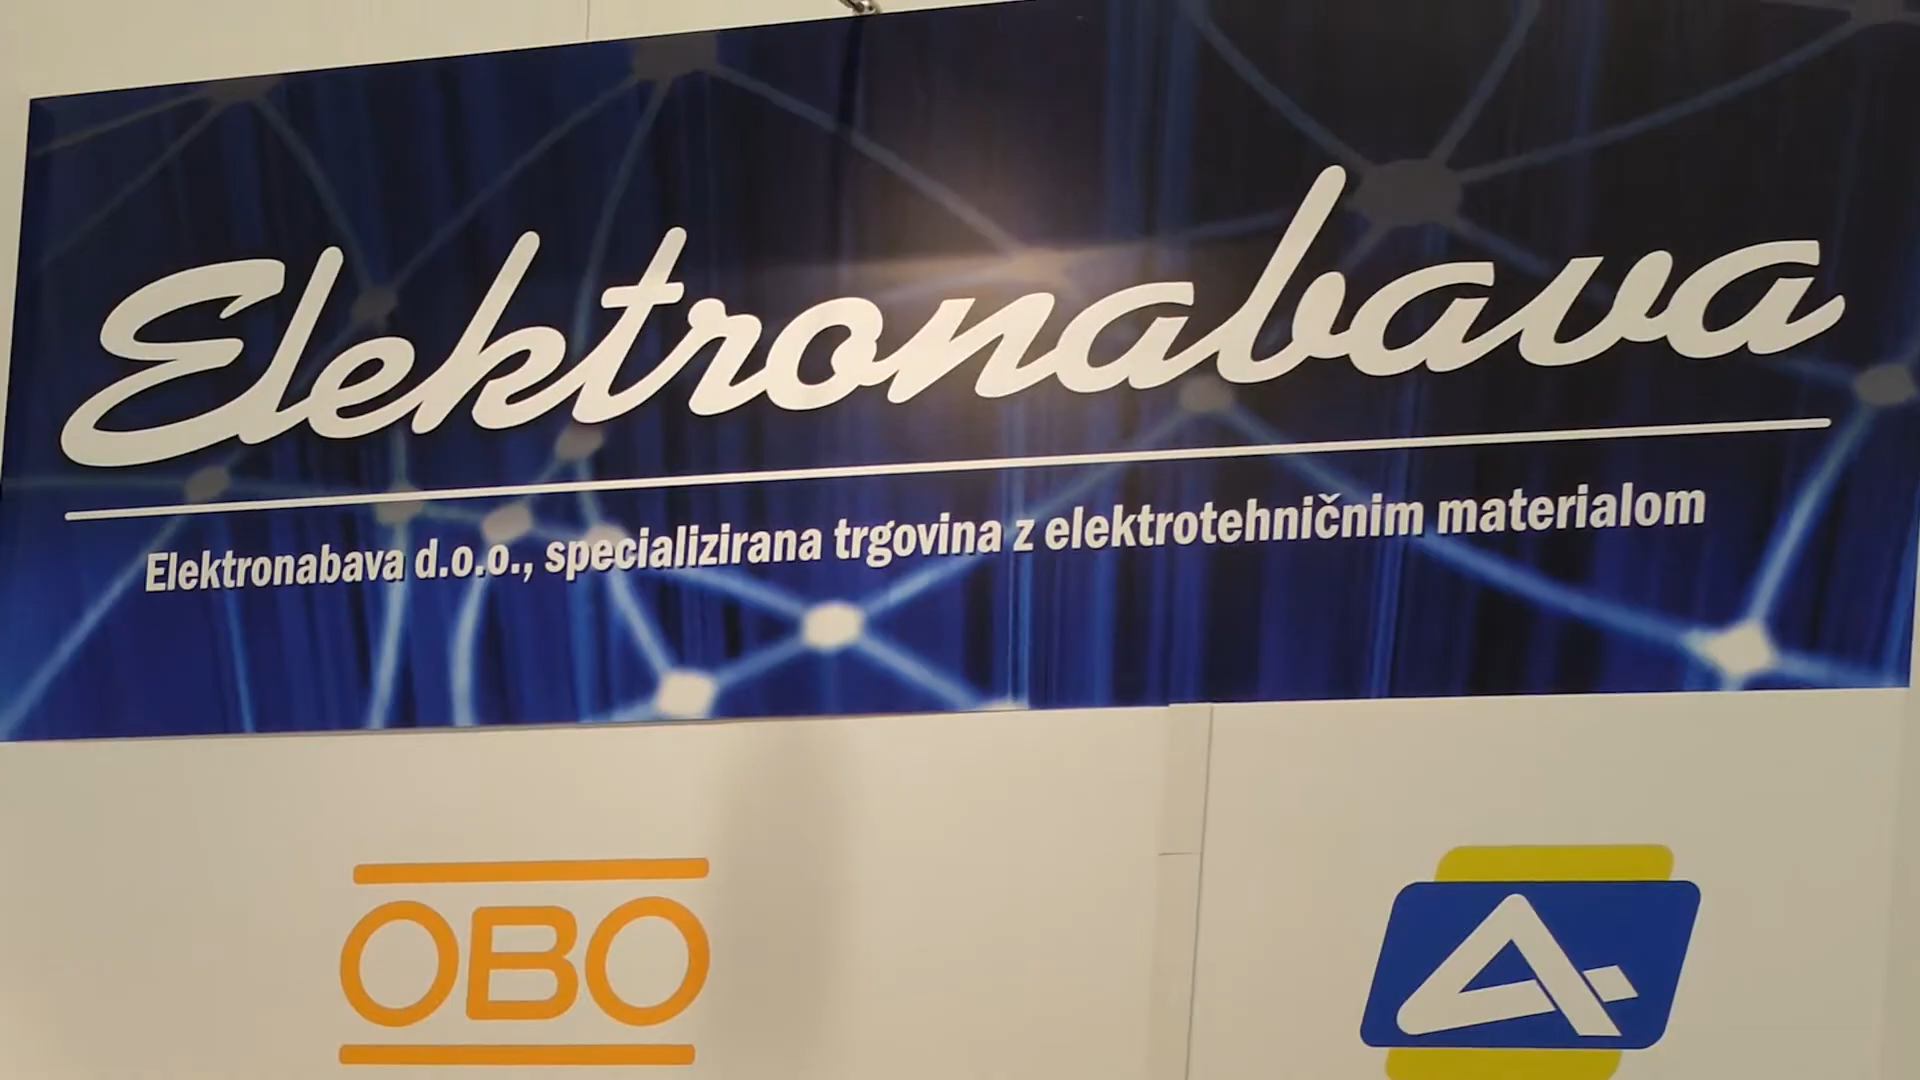 Elektronabava
Elektronabava d.o.o., specializirana trgovina z elektrotehničnim materialom
OBO
A